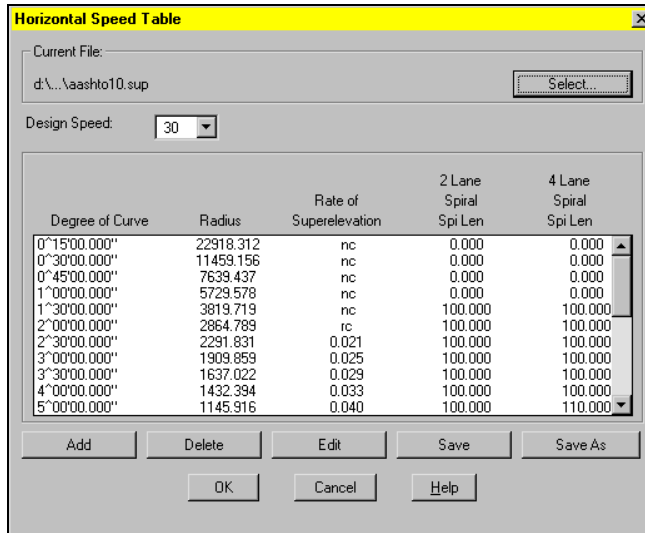 Horizontal Speed Table
Current File:
d:\...\aashto10.sup
Select...
Design Speed:
30
Degree of Curve Radius Rate of Superelevation 2 Lane Spiral Spi Len 4 Lane Spiral Spi Len
0^15'00.000" 22918.312 nc 0.000 0.000
0^30'00.000" 11459.156 nc 0.000 0.000
0^45'00.000" 7639.437 nc 0.000 0.000
1^00'00.000" 5729.578 nc 0.000 0.000
1^30'00.000" 3819.719 nc 100.000 100.000
2^00'00.000" 2864.789 rc 100.000 100.000
2^30'00.000" 2291.831 0.021 100.000 100.000
3^00'00.000" 1909.859 0.025 100.000 100.000
3^30'00.000" 1637.022 0.029 100.000 100.000
4^00'00.000" 1432.394 0.033 100.000 100.000
5^00'00.000" 1145.916 0.040 100.000 110.000
Add Delete Edit Save Save As
OK Cancel Help